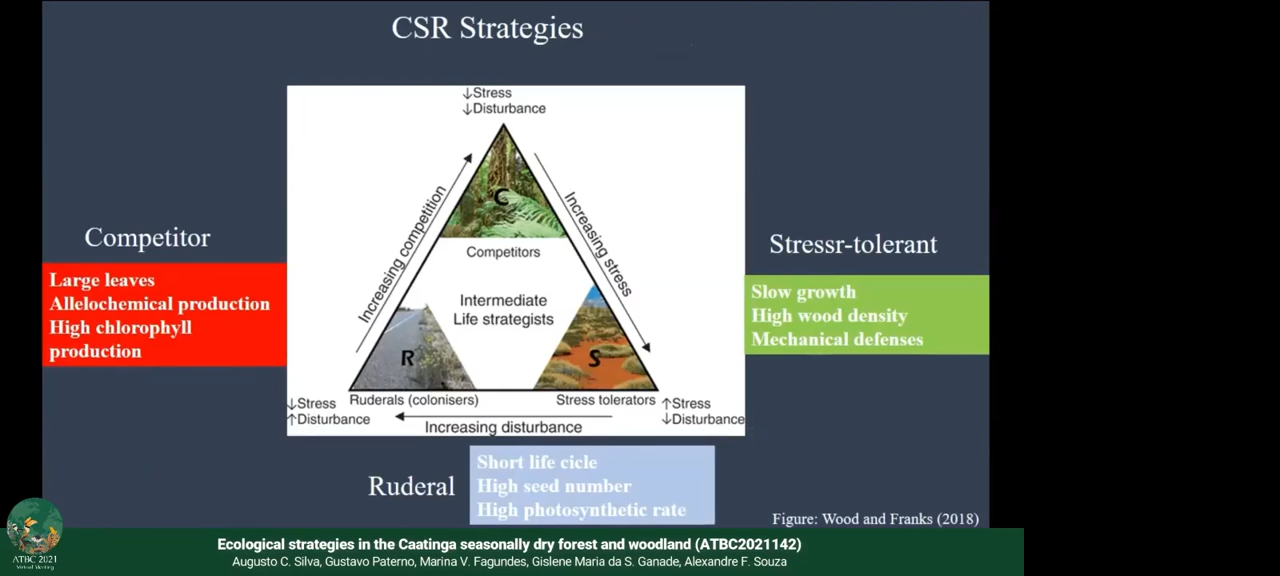 CSR Strategies
↓Stress
↓Disturbance
Increasing competition
Increasing stress
C
Competitors
Intermediate
Life strategists
R
S
Ruderals (colonisers)
Stress tolerators
↓Stress
↑Disturbance
↑Stress
↓Disturbance
Increasing disturbance
Competitor
Large leaves
Allelochemical production
High chlorophyll
production
Stressr-tolerant
Slow growth
High wood density
Mechanical defenses
Ruderal
Short life cicle
High seed number
High photosynthetic rate
Figure: Wood and Franks (2018)
ATBC 2021
Virtual Meeting
Ecological strategies in the Caatinga seasonally dry forest and woodland (ATBC2021142)
Augusto C. Silva, Gustavo Paterno, Marina V. Fagundes, Gislene Maria da S. Ganade, Alexandre F. Souza